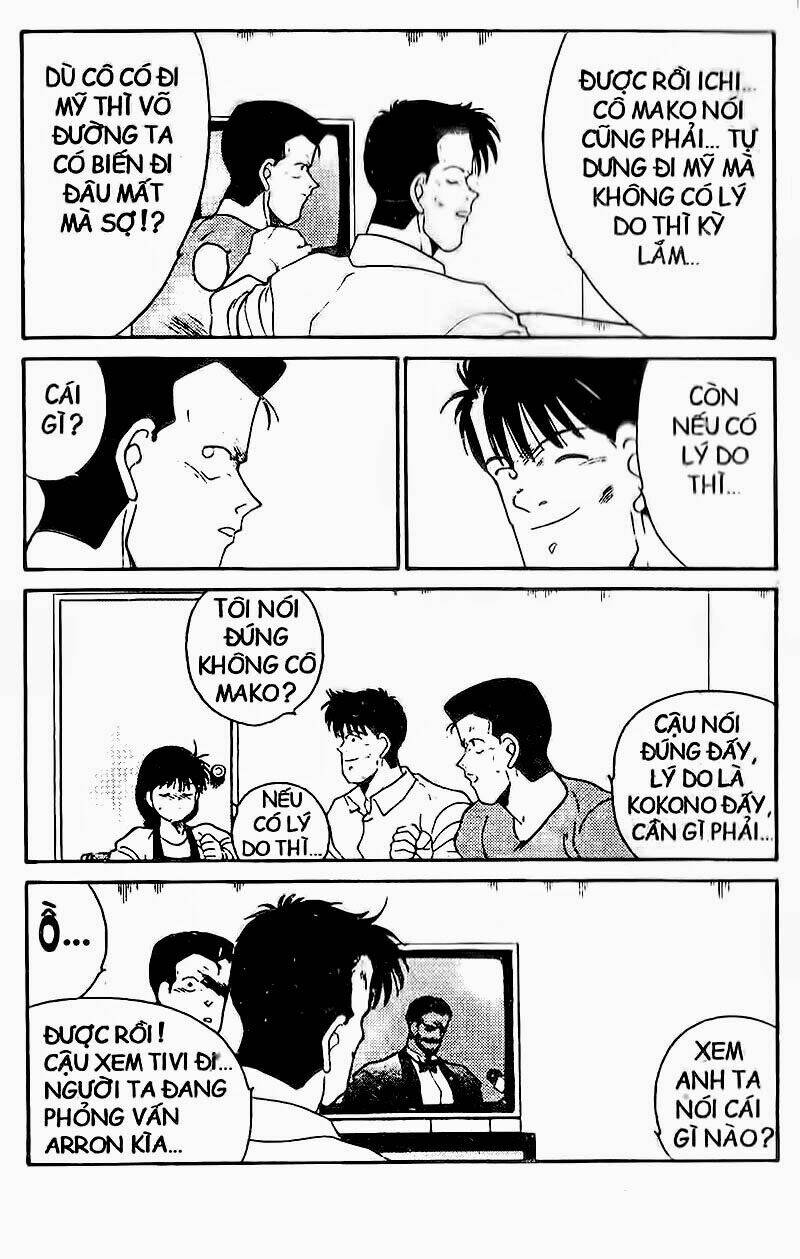 DÙ CÔ CÓ ĐI
MỸ THÌ VÕ
ĐƯỜNG TA
CÓ BIẾN ĐI
ĐÂU MẤT
MÀ SỢ!?
ĐƯỢC RỒI ICHI...
CÔ MAKO NÓI
CŨNG PHẢI... TỰ
DƯNG ĐI MỸ MÀ
KHÔNG CÓ LÝ
DO THÌ KỲ
LẮM...
CÁI
GÌ?
CÒN
NẾU CÓ
LÝ DO
THÌ...
TÔI NÓI
ĐÚNG
KHÔNG CÔ
MAKO?
NẾU
CÓ LÝ
DO THÌ...
CẬU NÓI
ĐÚNG ĐẤY,
LÝ DO LÀ
KOKONO ĐẤY,
CẦN GÌ PHẢI...
Ồ...
ĐƯỢC RỒI!
CẬU XEM TIVI ĐI...
NGƯỜI TA ĐANG
PHỎNG VẤN
ARRON KÌA...
XEM
ANH TA
NÓI CÁI
GÌ NÀO?